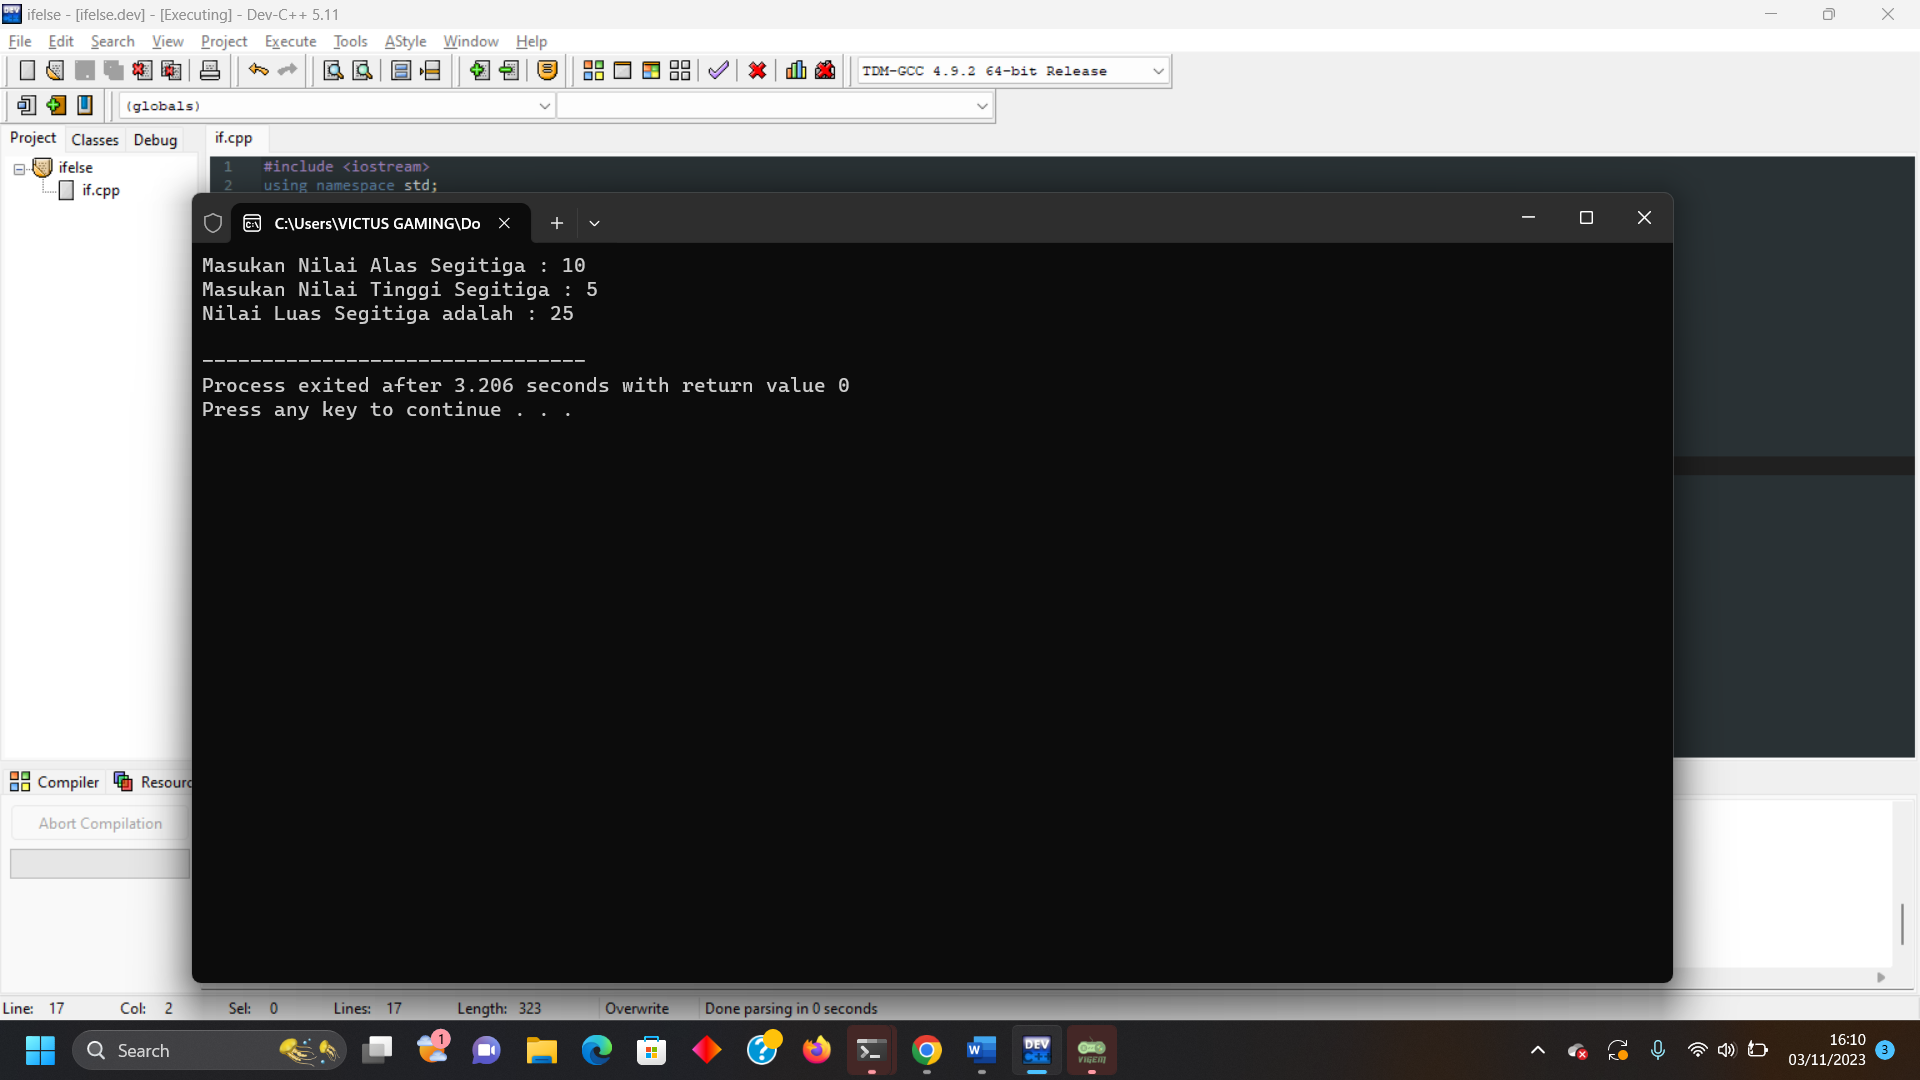 ifelse - [ifelse.dev] - [Executing] - Dev-C++ 5.11
File Edit Search View Project Execute Tools AStyle Window Help
TDM-GCC 4.9.2 64-bit Release
(globals)
Project Classes Debug
if.cpp
ifelse
if.cpp
1 #include <iostream>
2 using namespace std;
C:\Users\VICTUS GAMING\Do
Masukan Nilai Alas Segitiga : 10
Masukan Nilai Tinggi Segitiga : 5
Nilai Luas Segitiga adalah : 25
--------------------------------
Process exited after 3.206 seconds with return value 0
Press any key to continue . . .
Compiler Resourc
Abort Compilation
Line: 17 Col: 2 Sel: 0 Lines: 17 Length: 323 Overwrite Done parsing in 0 seconds
Search
1
DEV C++
VIGEM
16:10
03/11/2023
3